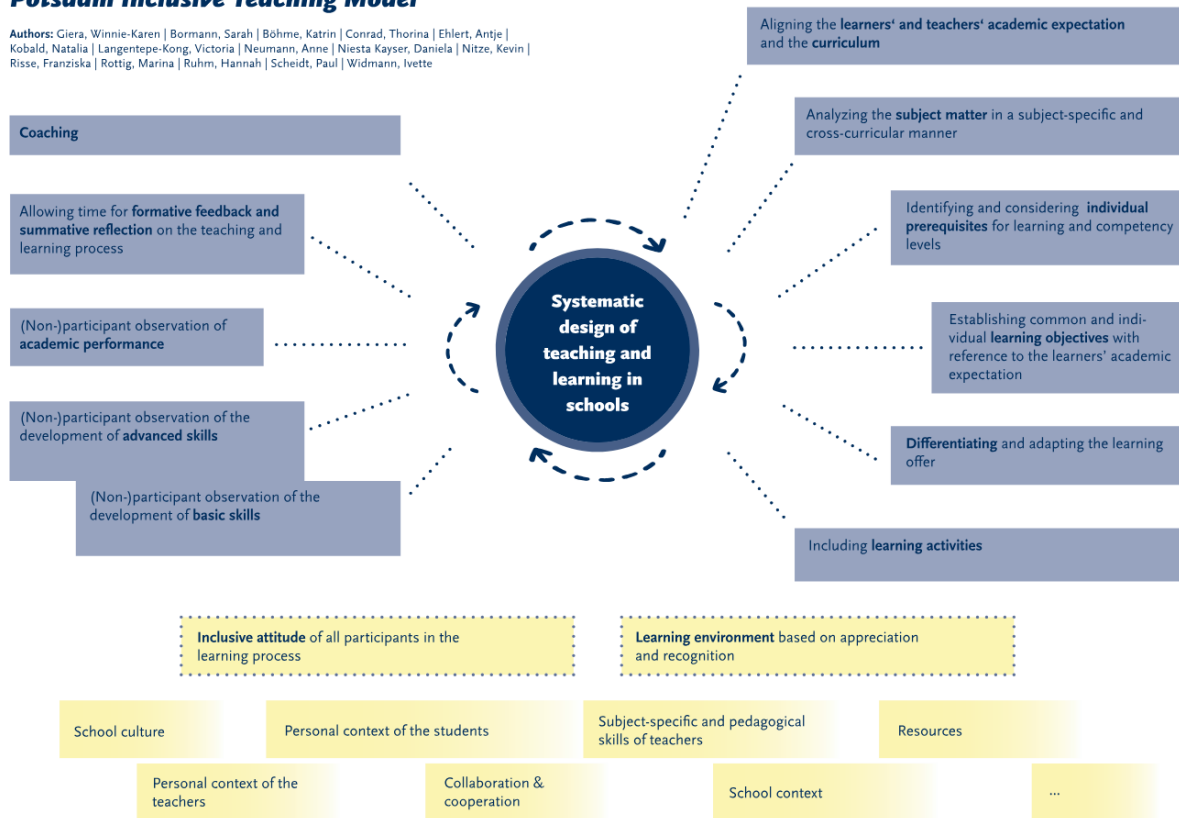 Potsdam Inclusive Teaching Model
Authors: Giera, Winnie-Karen | Bormann, Sarah | Böhme, Katrin | Conrad, Thorina | Ehlert, Antje |
Kobald, Natalia | Langentepe-Kong, Victoria | Neumann, Anne | Niesta Kayser, Daniela | Nitze, Kevin |
Risse, Franziska | Rottig, Marina | Ruhm, Hannah | Scheidt, Paul | Widmann, Ivette
Aligning the learners‘ and teachers‘ academic expectation
and the curriculum
Analyzing the subject matter in a subject-specific and
cross-curricular manner
Identifying and considering individual
prerequisites for learning and competency
levels
Establishing common and indi-
vidual learning objectives with
reference to the learners’ academic
expectation
Differentiating and adapting the learning
offer
Including learning activities
Coaching
Allowing time for formative feedback and
summative reflection on the teaching and
learning process
(Non-)participant observation of
academic performance
(Non-)participant observation of the
development of advanced skills
(Non-)participant observation of the
development of basic skills
Systematic
design of
teaching and
learning in
schools
Inclusive attitude of all participants in the
learning process
Learning environment based on appreciation
and recognition
School culture
Personal context of the students
Subject-specific and pedagogical
skills of teachers
Resources
Personal context of the
teachers
Collaboration &
cooperation
School context
...